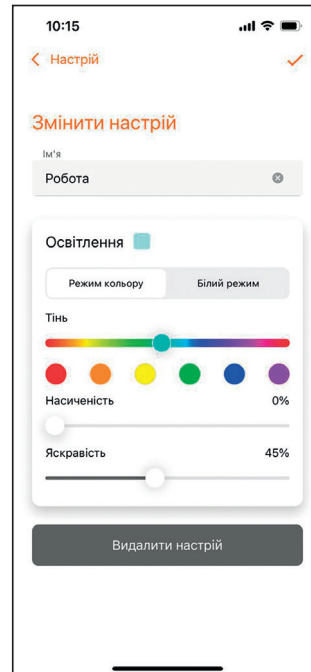 10:15
Настрій
Змінити настрій
Ім'я
Робота
Освітлення
Режим кольору Білий режим
Тінь
Насиченість 0%
Яскравість 45%
Видалити настрій